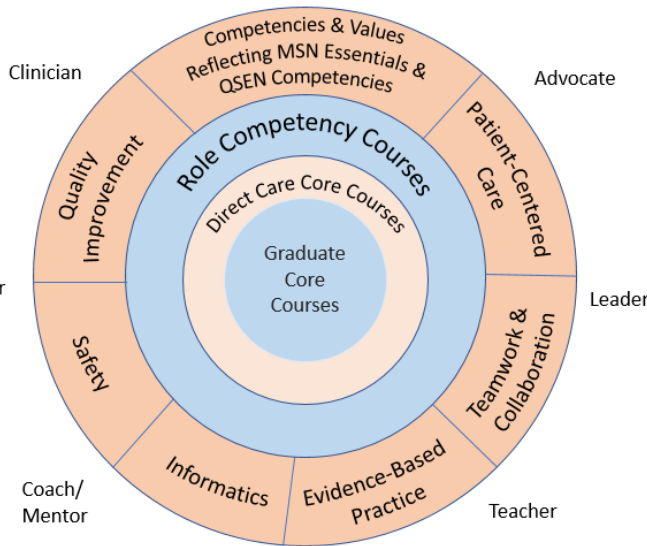 Competencies & Values
Reflecting MSN Essentials &
QSEN Competencies
Clinician
Advocate
Quality
Improvement
Role Competency Courses
Patient-Centered
Care
Direct Care Core Courses
Graduate
Core
Courses
Leader
Safety
Teamwork &
Collaboration
Informatics
Evidence-Based
Practice
Coach/
Mentor
Teacher